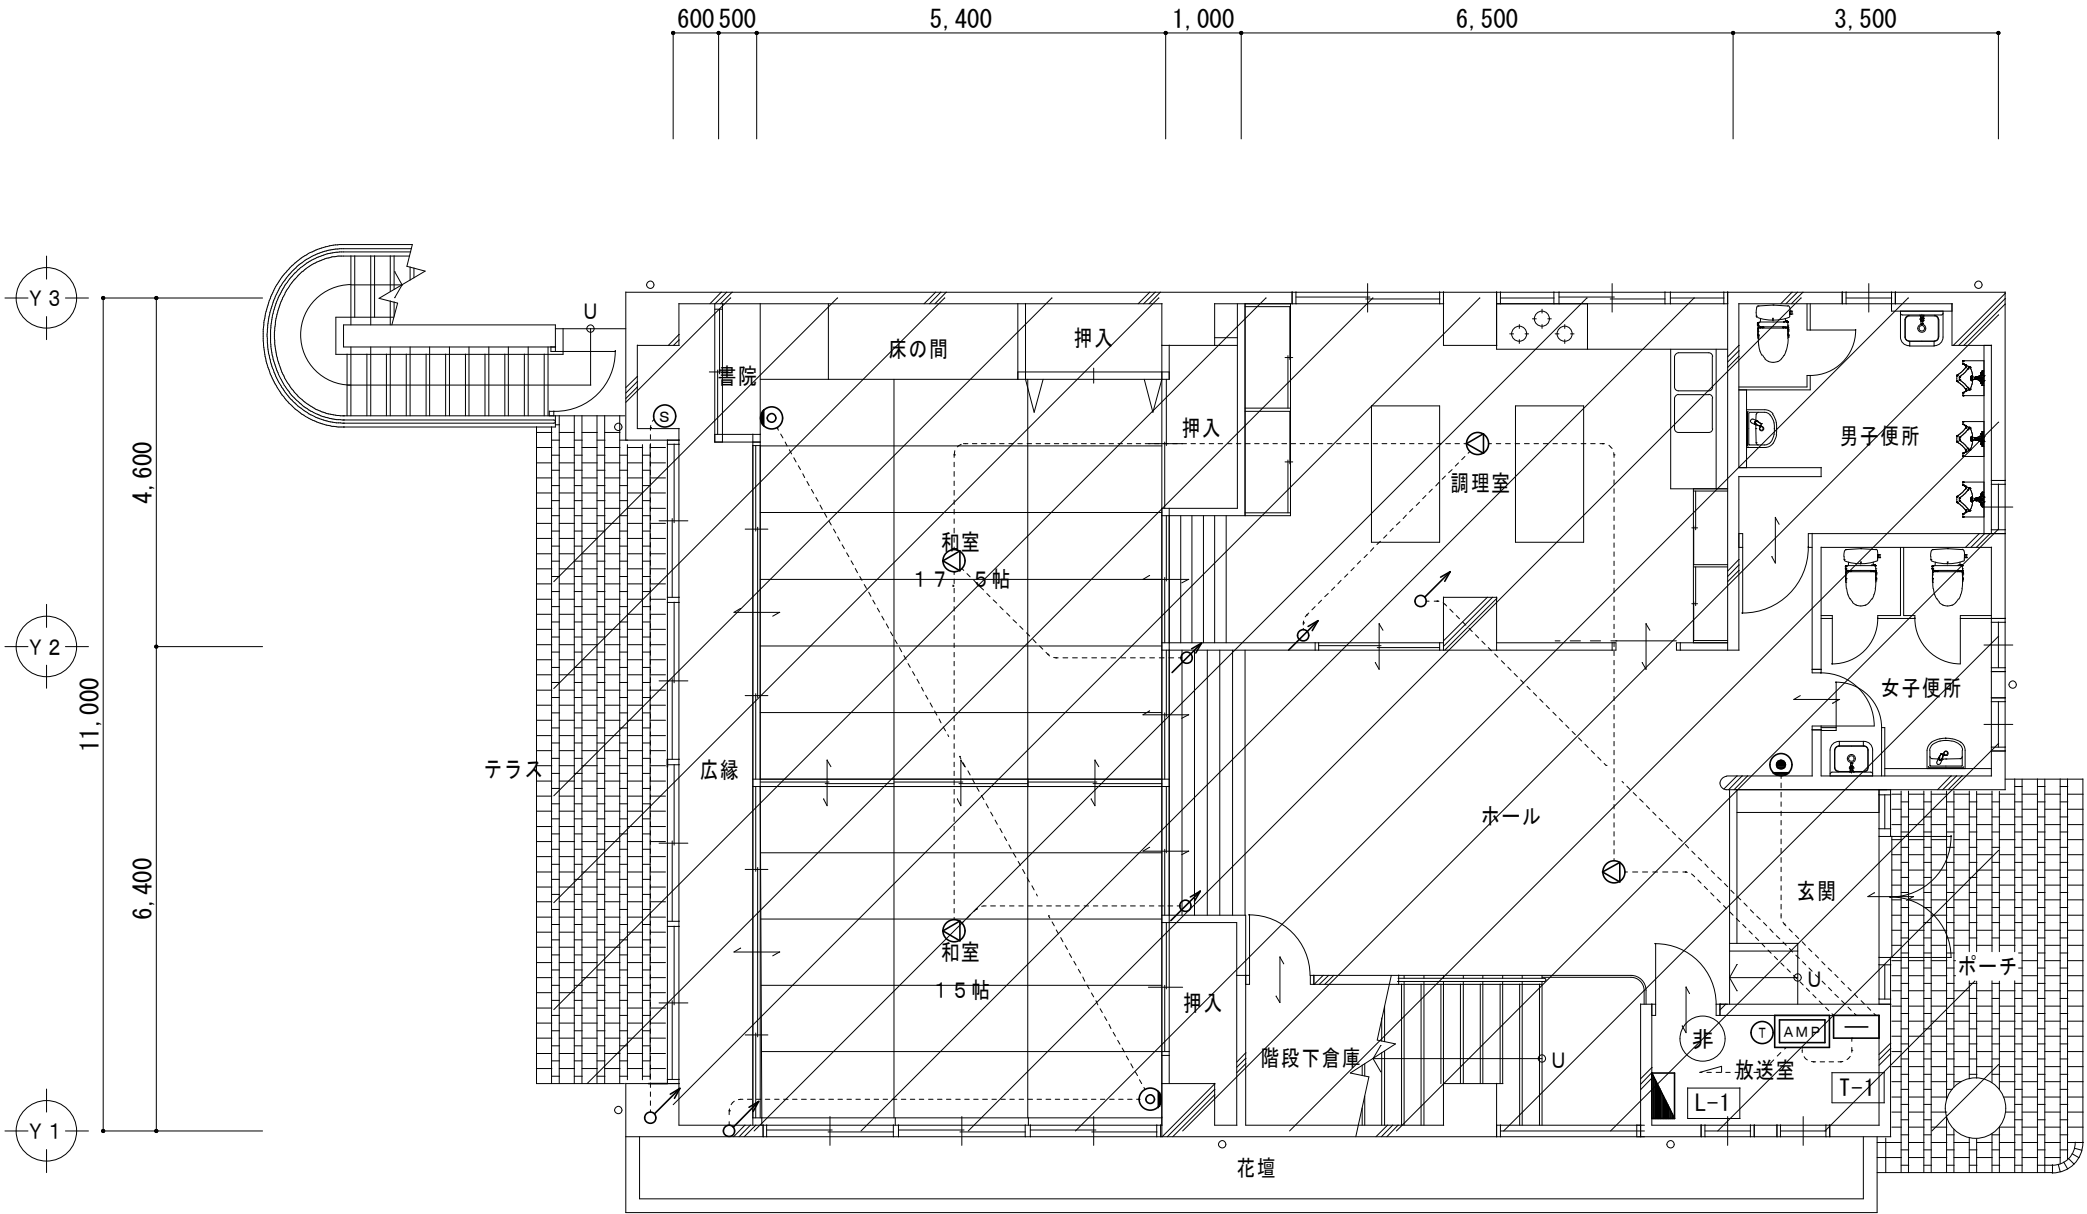 600 500 5,400 1,000 6,500 3,500
Y3
U
床の間
押入
書院
S
押入
男子便所
4,600
調理室
和室
17.5帖
Y2
11,000
女子便所
テラス
広縁
ホール
6,400
玄関
和室
15帖
ポーチ
押入
U
階段下倉庫
U
非
T
AMP
放送室
T-1
L-1
Y1
花壇